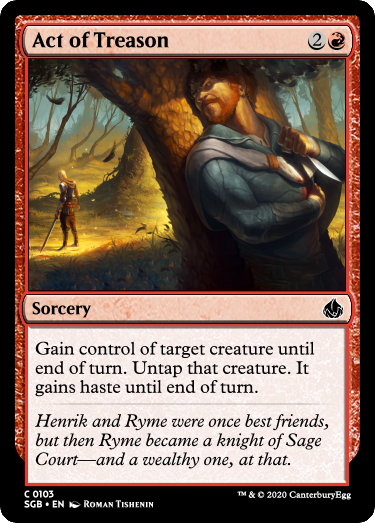 Act of Treason 2
Sorcery
Gain control of target creature until
end of turn. Untap that creature. It
gains haste until end of turn.
Henrik and Ryme were once best friends,
but then Ryme became a knight of Sage
Court—and a wealthy one, at that.
C 0103
SGB • EN Roman Tishenin
™ & © 2020 CanterburyEgg